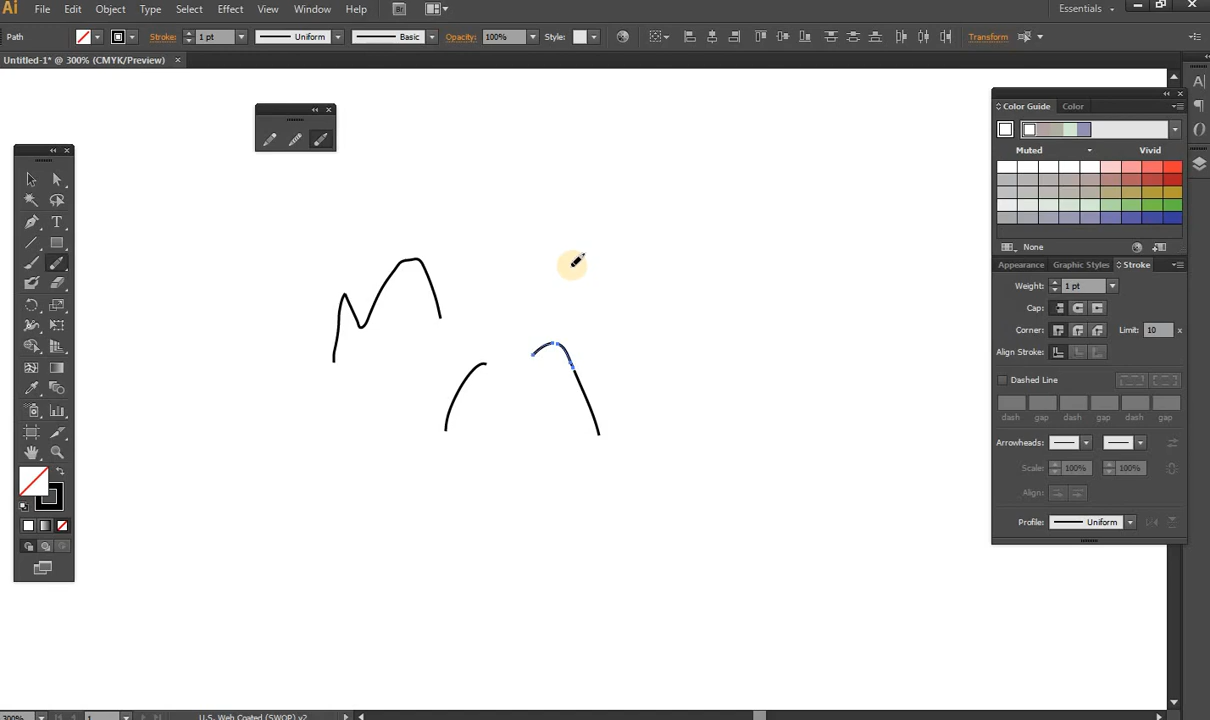 Ai File Edit Object Type Select Effect View Window Help Br Essentials
Path Stroke: 1 pt Uniform Basic Opacity: 100% Style: Transform
Untitled-1* @ 300% (CMYK/Preview) ×
Color Guide Color
Muted Vivid
None
Appearance Graphic Styles Stroke
Weight: 1 pt
Cap:
Corner: Limit: 10 x
Align Stroke:
Dashed Line
dash gap dash gap dash gap
Arrowheads:
Scale: 100% 100%
Align:
Profile: Uniform
300% 1 U.S. Web Coated (SWOP) v2